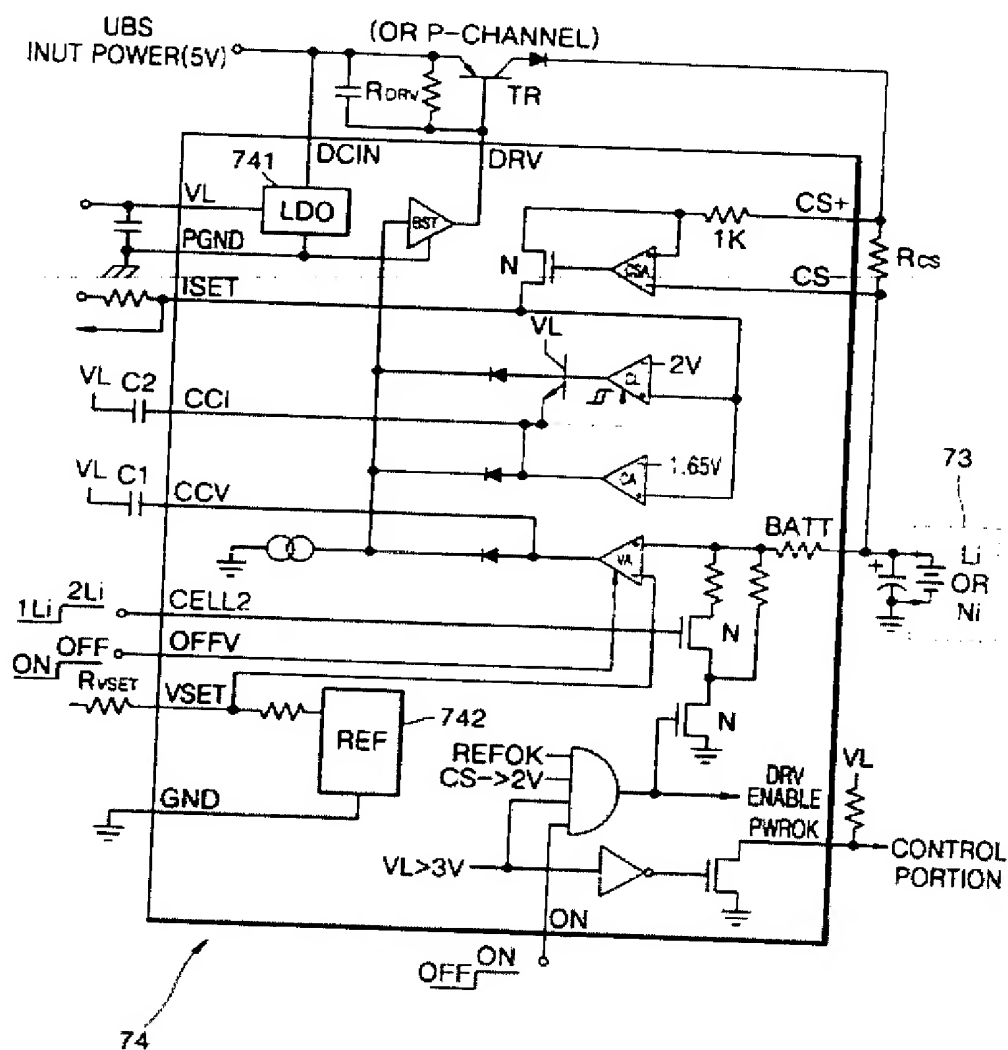 UBS
INUT POWER(5V)
(OR P-CHANNEL)
RDRV
TR
741
DCIN
DRV
VL
LDO
BST
PGND
CS+
1K
N
CSA
CS-
RCS
ISET
VL
2V
CL
VL C2
CCI
1.65V
CA
VL C1
CCV
73
BATT
VA
Li
OR
Ni
1Li 2Li
CELL2
N
ON OFF
OFFV
RVSET
VSET
742
N
REF
REFOK
CS->2V
VL
DRV
ENABLE
GND
PWROK
VL>3V
CONTROL
PORTION
ON
OFF ON
74